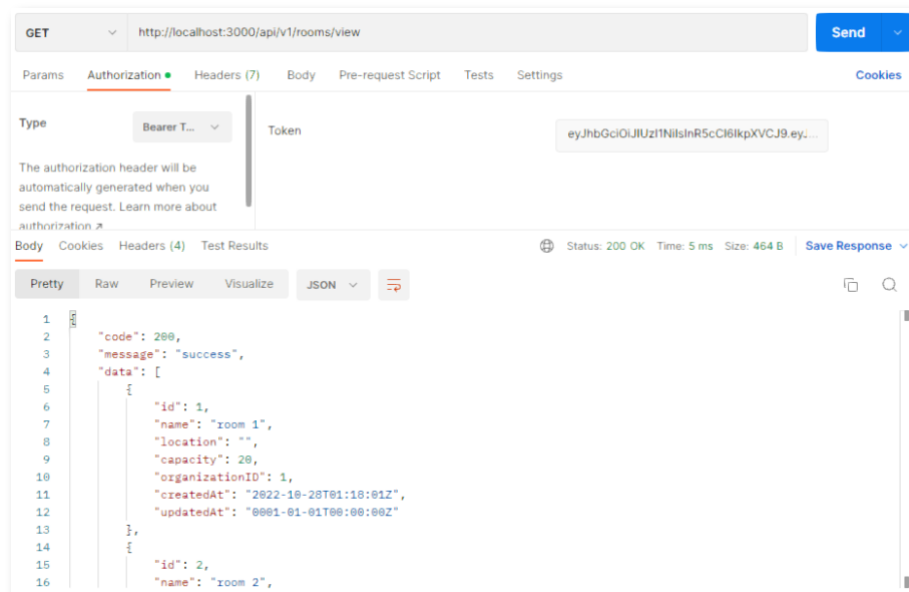 GET http://localhost:3000/api/v1/rooms/view Send
Params Authorization Headers (7) Body Pre-request Script Tests Settings Cookies
Type Bearer T... Token eyJhbGciOiJIUzI1NiIsInR5cCI6IkpXVCJ9.eyJ...
The authorization header will be
automatically generated when you
send the request. Learn more about
authorization ↗
Body Cookies Headers (4) Test Results Status: 200 OK Time: 5 ms Size: 464 B Save Response
Pretty Raw Preview Visualize JSON
1 {
2 "code": 200,
3 "message": "success",
4 "data": [
5 {
6 "id": 1,
7 "name": "room 1",
8 "location": "",
9 "capacity": 20,
10 "organizationID": 1,
11 "createdAt": "2022-10-28T01:18:01Z",
12 "updatedAt": "0001-01-01T00:00:00Z"
13 },
14 {
15 "id": 2,
16 "name": "room 2",